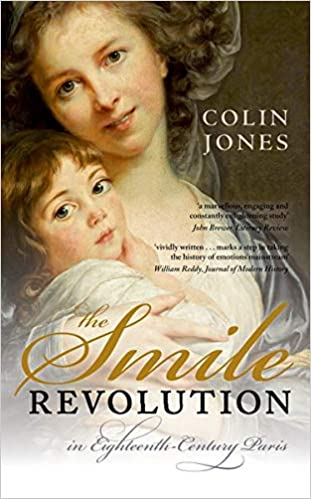 COLIN
JONES
'a marvellous, engaging and
constantly enlightening study'
John Brewer, Literary Review
'vividly written . . . marks a step in taking
the history of emotions mainstream'
William Reddy, Journal of Modern History
the
Smile
REVOLUTION
in Eighteenth-Century Paris